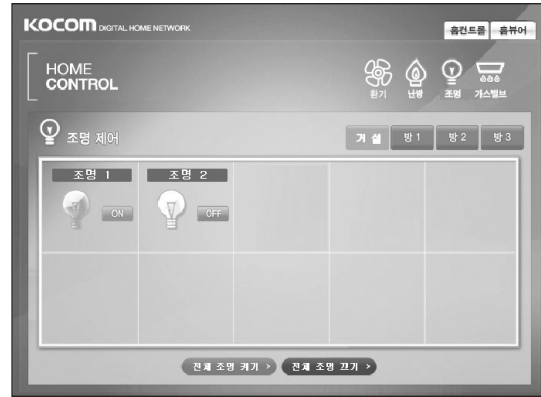 KOCOM DIGITAL HOME NETWORK
홈컨트롤 홈뷰어
HOME
CONTROL
환기 난방 조명 가스밸브
조명 제어
거 실 방 1 방 2 방 3
조명 1 조명 2
ON OFF
전체 조명 켜기 > 전체 조명 끄기 >